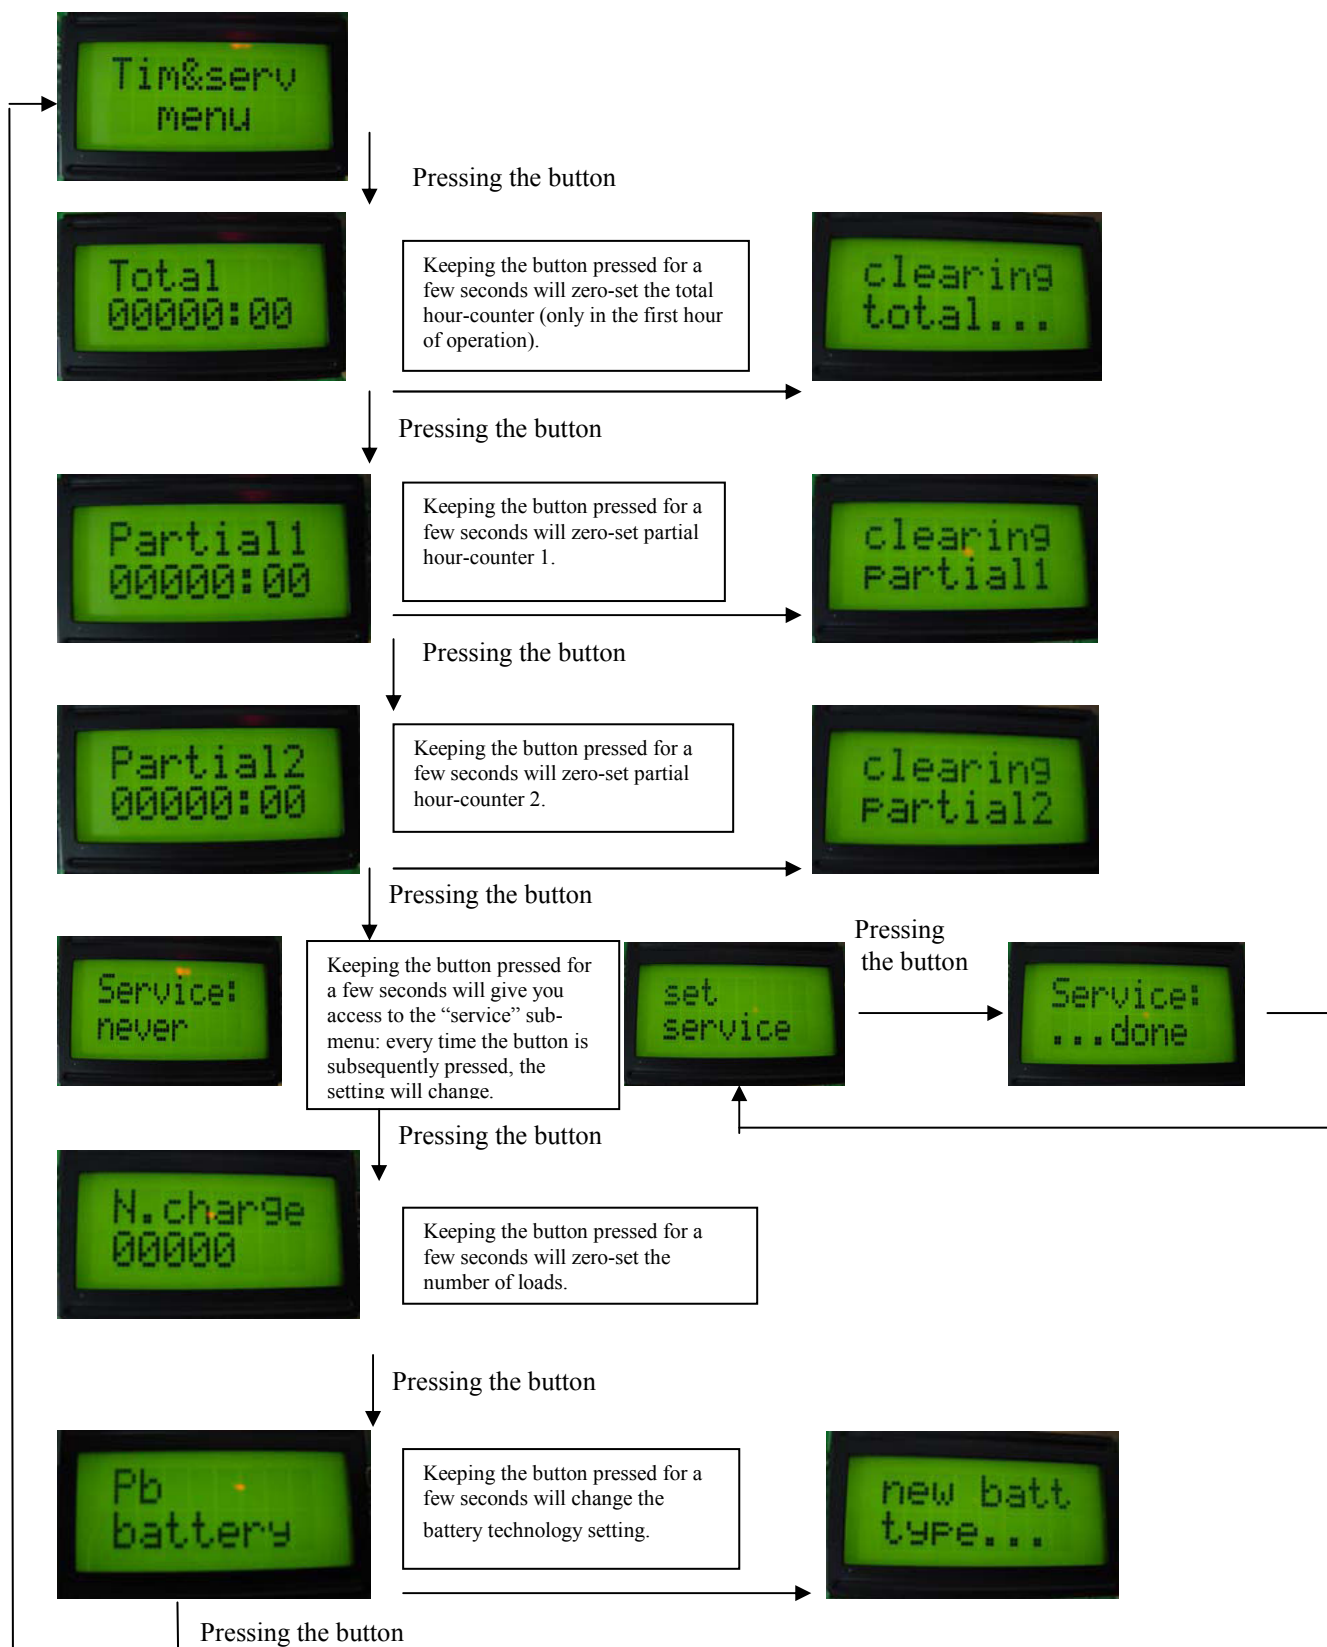 Tim&serv
menu
Pressing the button
Total
00000:00
Keeping the button pressed for a
few seconds will zero-set the total
hour-counter (only in the first hour
of operation).
clearing
total...
Pressing the button
Partial1
00000:00
Keeping the button pressed for a
few seconds will zero-set partial
hour-counter 1.
clearing
partial1
Pressing the button
Partial2
00000:00
Keeping the button pressed for a
few seconds will zero-set partial
hour-counter 2.
clearing
partial2
Pressing the button
Service:
never
Keeping the button pressed for
a few seconds will give you
access to the “service” sub-
menu: every time the button is
subsequently pressed, the
setting will change.
set
service
Pressing
the button
Service:
...done
Pressing the button
N.charge
00000
Keeping the button pressed for a
few seconds will zero-set the
number of loads.
Pressing the button
Pb
battery
Keeping the button pressed for a
few seconds will change the
battery technology setting.
new batt
type...
Pressing the button